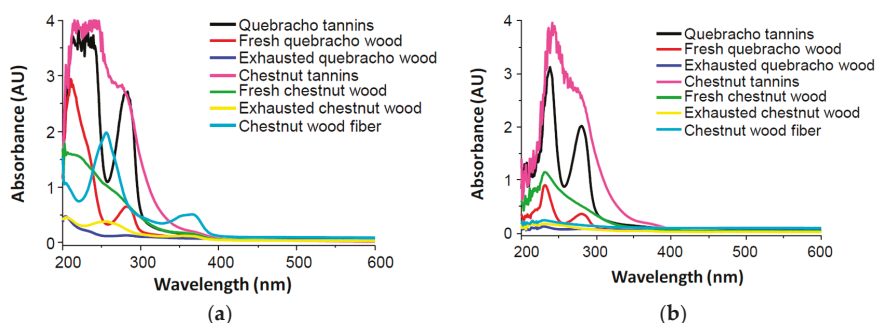 4
3
2
1
0
200
300
400
500
600
Absorbance (AU)
Wavelength (nm)
Quebracho tannins
Fresh quebracho wood
Exhausted quebracho wood
Chestnut tannins
Fresh chestnut wood
Exhausted chestnut wood
Chestnut wood fiber
(a)
4
3
2
1
0
200
300
400
500
600
Absorbance (AU)
Wavelength (nm)
Quebracho tannins
Fresh quebracho wood
Exhausted quebracho wood
Chestnut tannins
Fresh chestnut wood
Exhausted chestnut wood
Chestnut wood fiber
(b)